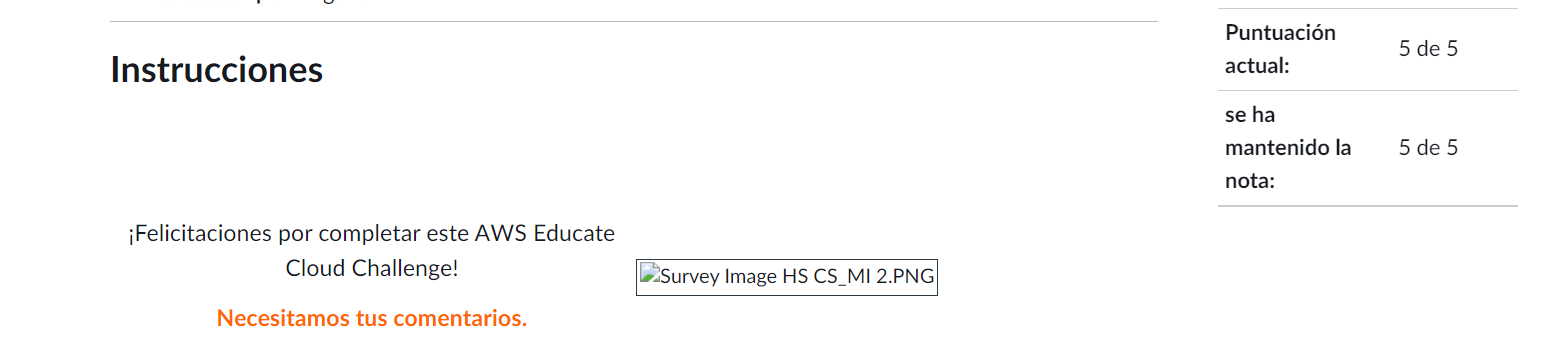 Instrucciones
¡Felicitaciones por completar este AWS Educate
Cloud Challenge!
Necesitamos tus comentarios.
Survey Image HS CS_MI 2.PNG
Puntuación
actual:
5 de 5
se ha
mantenido la
nota:
5 de 5